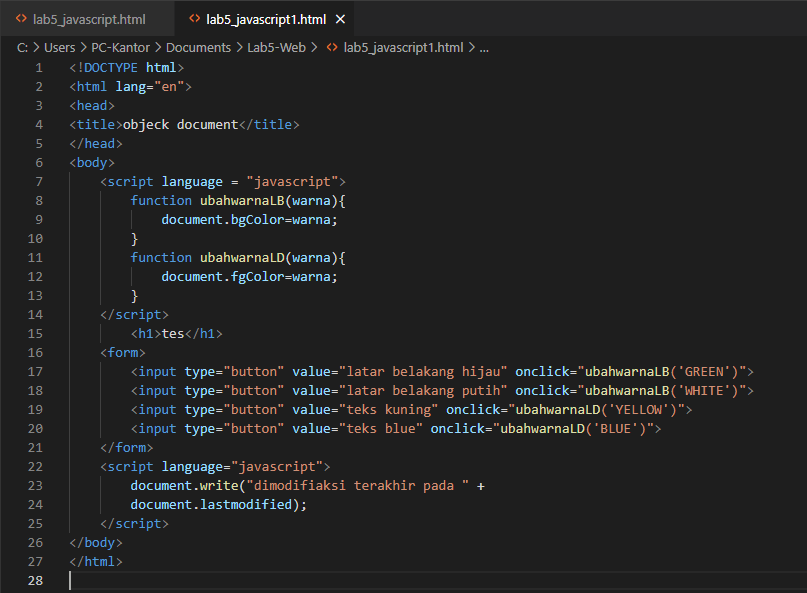 lab5_javascript.html lab5_javascript1.html ×
C: > Users > PC-Kantor > Documents > Lab5-Web > <> lab5_javascript1.html > ...
1 <!DOCTYPE html>
2 <html lang="en">
3 <head>
4 <title>objeck document</title>
5 </head>
6 <body>
7 <script language = "javascript">
8 function ubahwarnaLB(warna){
9 document.bgColor=warna;
10 }
11 function ubahwarnaLD(warna){
12 document.fgColor=warna;
13 }
14 </script>
15 <h1>tes</h1>
16 <form>
17 <input type="button" value="latar belakang hijau" onclick="ubahwarnaLB('GREEN')">
18 <input type="button" value="latar belakang putih" onclick="ubahwarnaLB('WHITE')">
19 <input type="button" value="teks kuning" onclick="ubahwarnaLD('YELLOW')">
20 <input type="button" value="teks blue" onclick="ubahwarnaLD('BLUE')">
21 </form>
22 <script language="javascript">
23 document.write("dimodifiaksi terakhir pada " +
24 document.lastmodified);
25 </script>
26 </body>
27 </html>
28